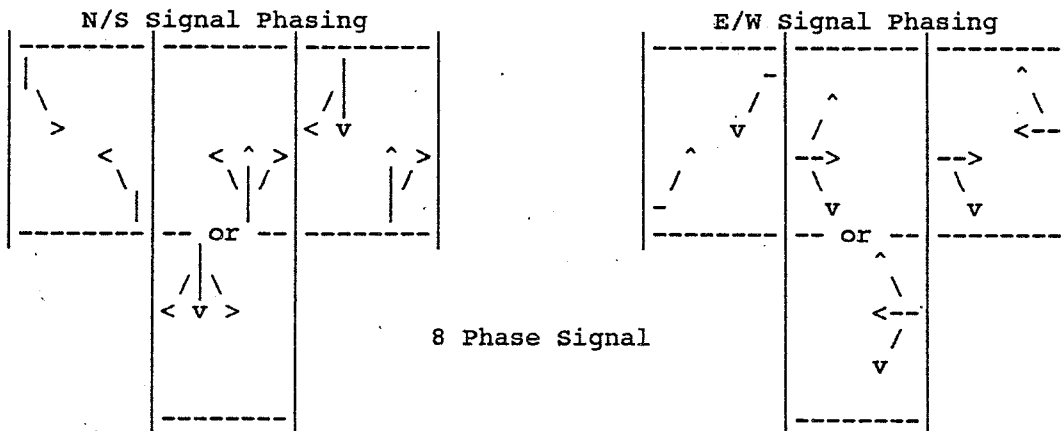 N/S Signal Phasing
E/W Signal Phasing
or
or
8 Phase Signal